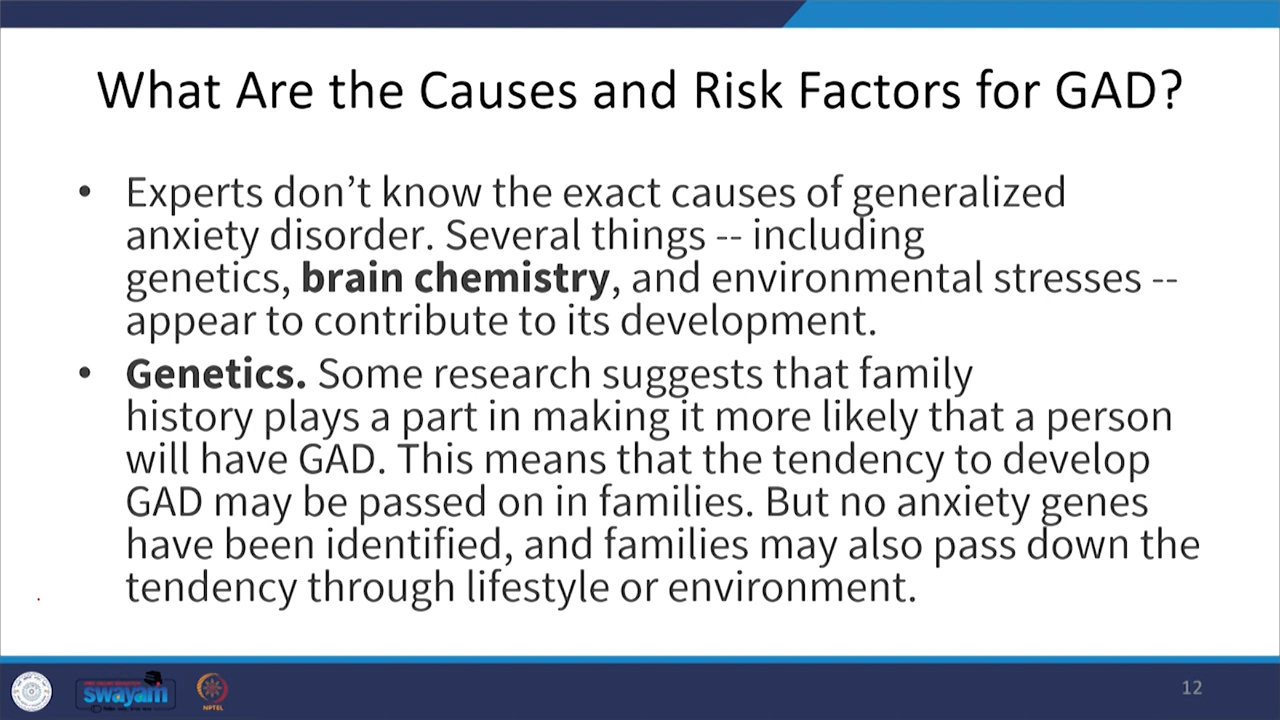 What Are the Causes and Risk Factors for GAD?
• Experts don’t know the exact causes of generalized
anxiety disorder. Several things -- including
genetics, brain chemistry, and environmental stresses --
appear to contribute to its development.
• Genetics. Some research suggests that family
history plays a part in making it more likely that a person
will have GAD. This means that the tendency to develop
GAD may be passed on in families. But no anxiety genes
have been identified, and families may also pass down the
tendency through lifestyle or environment.
swayam
NPTEL
12